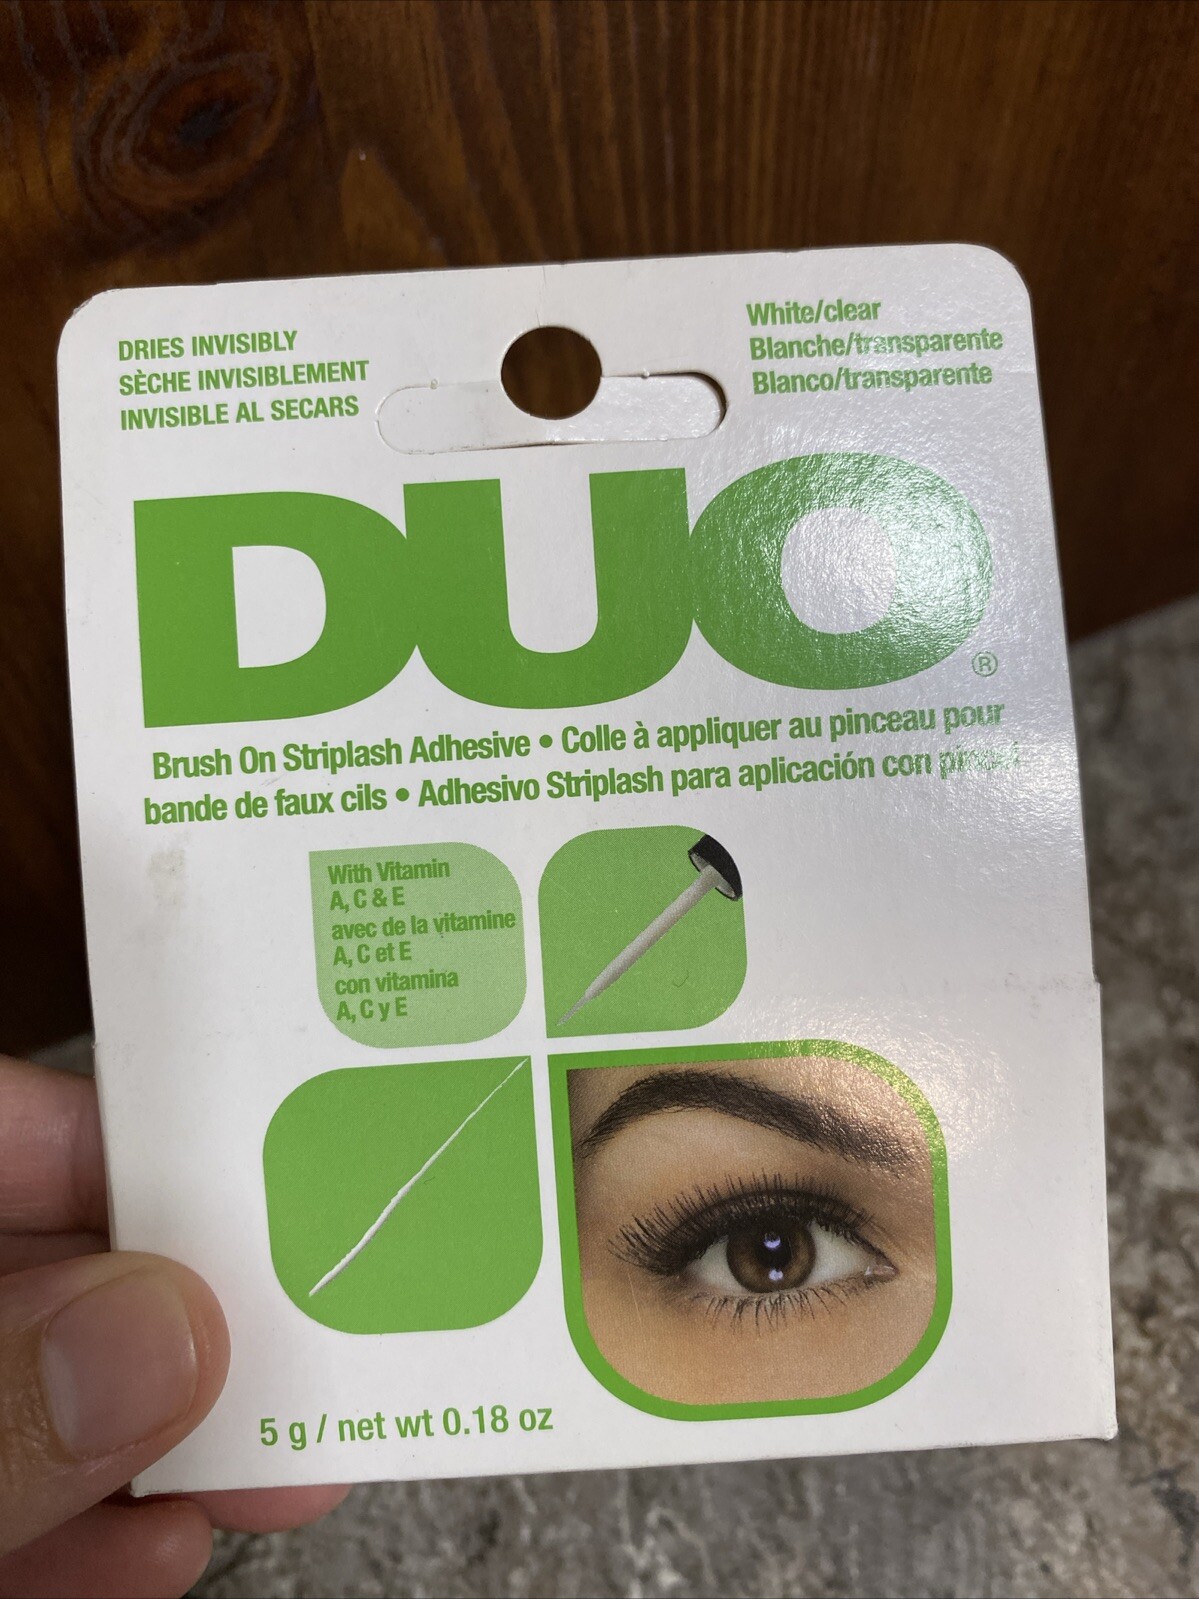 DRIES INVISIBLY
SÈCHE INVISIBLEMENT
INVISIBLE AL SECARS
White/clear
Blanche/transparente
Blanco/transparente
DUO®
Brush On Striplash Adhesive • Colle à appliquer au pinceau pour
bande de faux cils • Adhesivo Striplash para aplicación con
With Vitamin
A, C & E
avec de la vitamine
A, C et E
con vitamina
A, C y E
5 g / net wt 0.18 oz